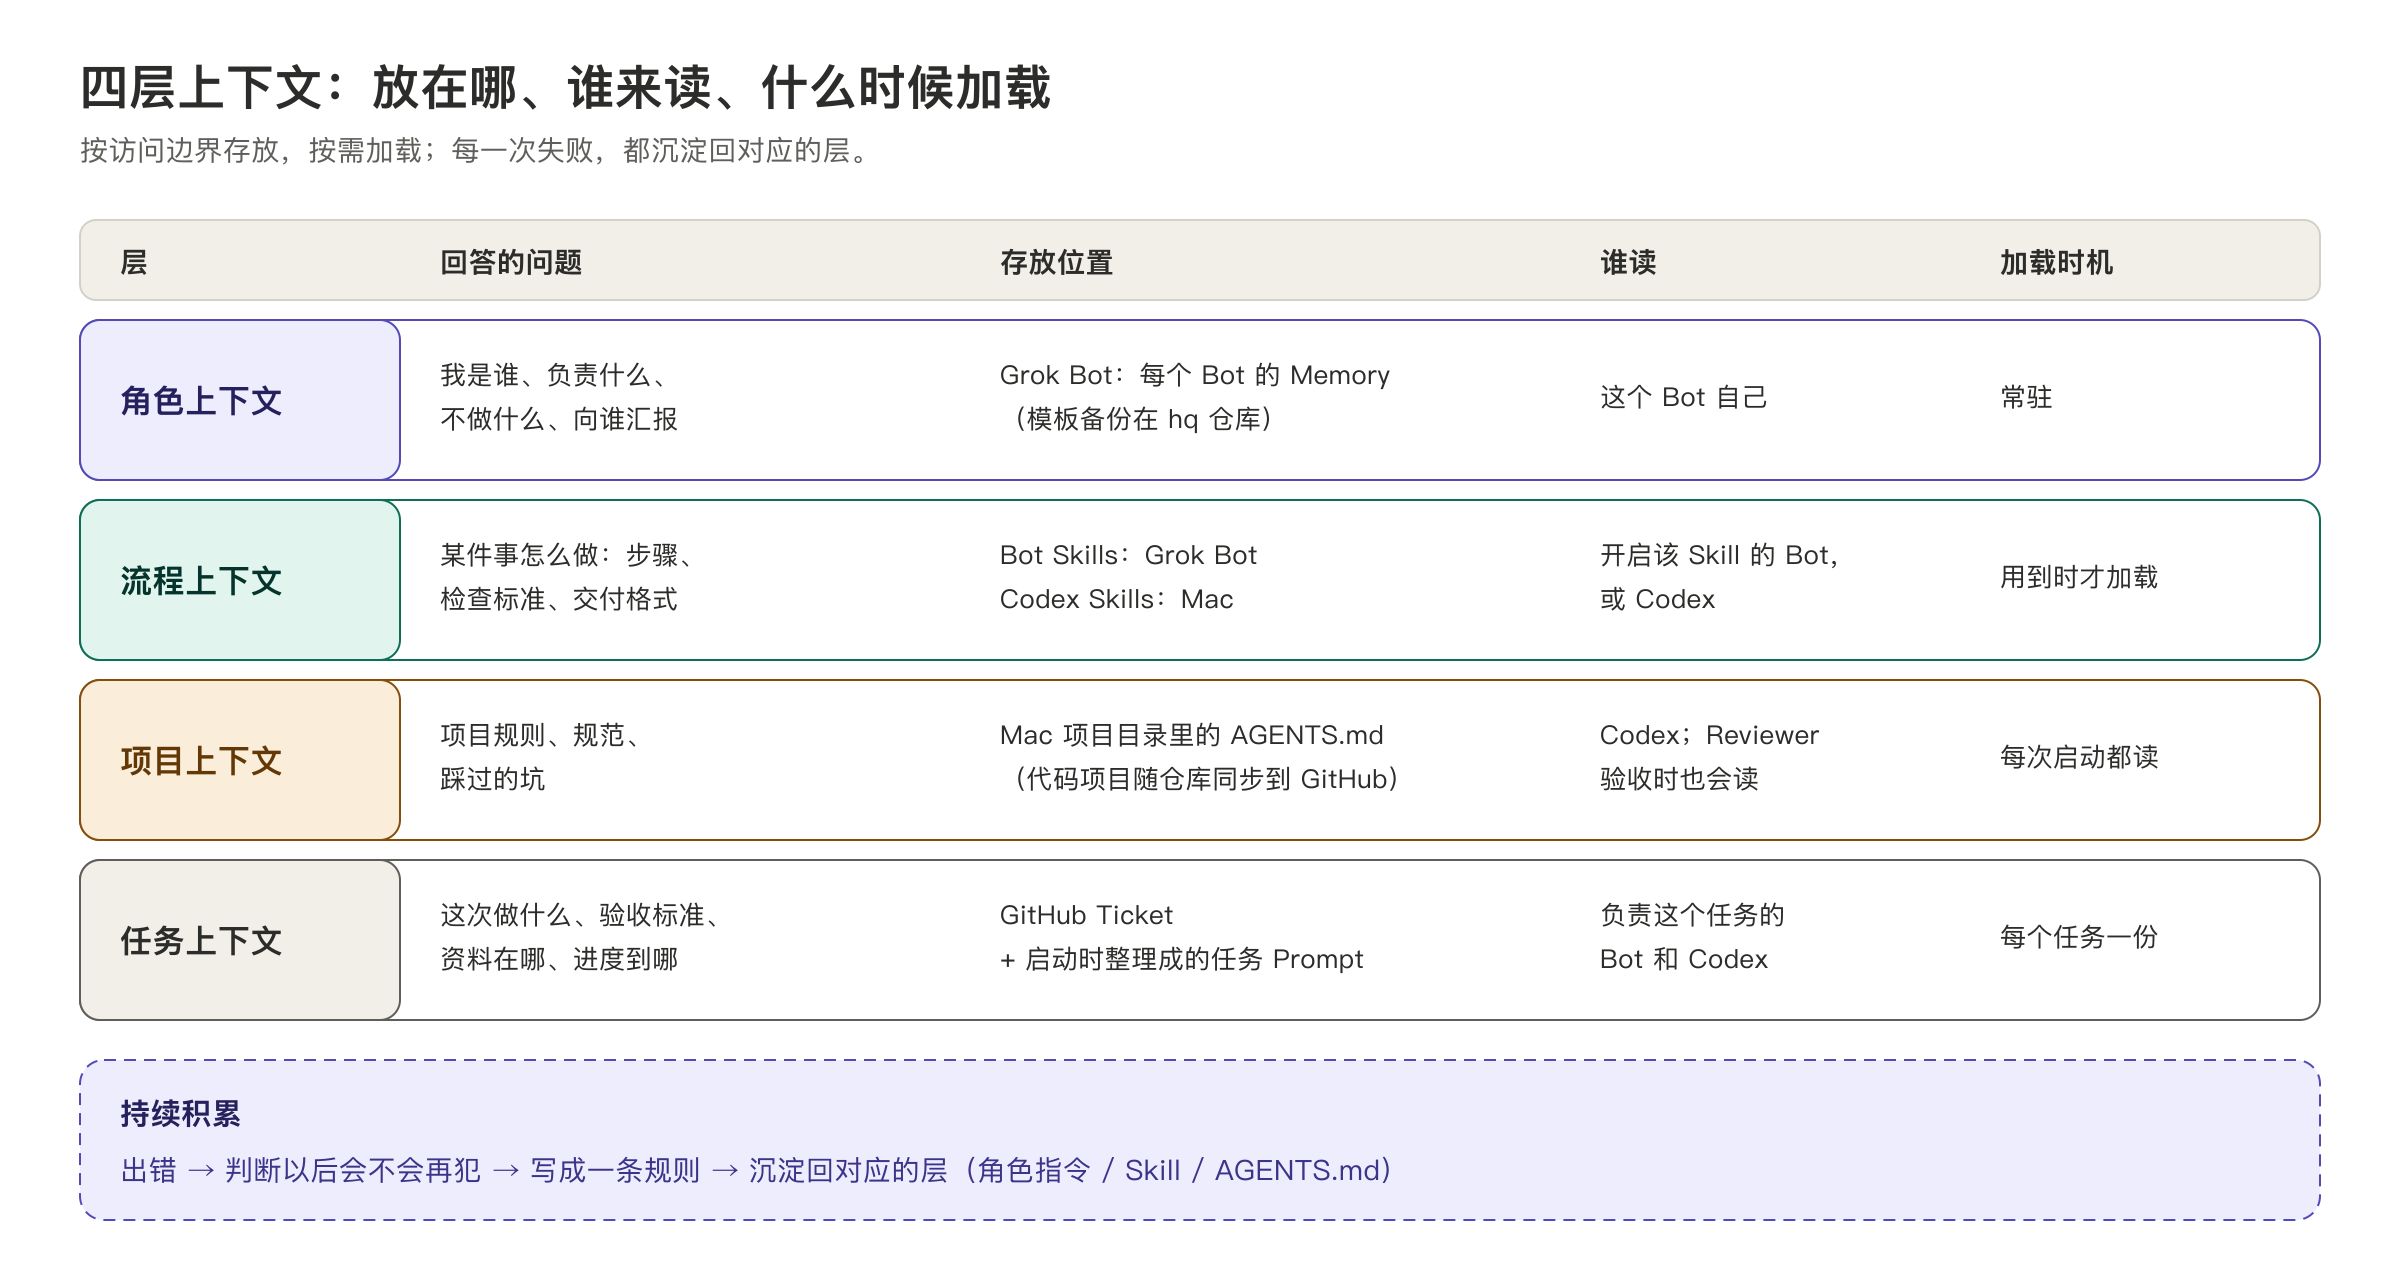 四层上下文：放在哪、谁来读、什么时候加载
按访问边界存放，按需加载；每一次失败，都沉淀回对应的层。
层
回答的问题
存放位置
谁读
加载时机
角色上下文
我是谁、负责什么、
不做什么、向谁汇报
Grok Bot：每个 Bot 的 Memory
（模板备份在 hq 仓库）
这个 Bot 自己
常驻
流程上下文
某件事怎么做：步骤、
检查标准、交付格式
Bot Skills：Grok Bot
Codex Skills：Mac
开启该 Skill 的 Bot，
或 Codex
用到时才加载
项目上下文
项目规则、规范、
踩过的坑
Mac 项目目录里的 AGENTS.md
（代码项目随仓库同步到 GitHub）
Codex；Reviewer
验收时也会读
每次启动都读
任务上下文
这次做什么、验收标准、
资料在哪、进度到哪
GitHub Ticket
+ 启动时整理成的任务 Prompt
负责这个任务的
Bot 和 Codex
每个任务一份
持续积累
出错 → 判断以后会不会再犯 → 写成一条规则 → 沉淀回对应的层（角色指令 / Skill / AGENTS.md）